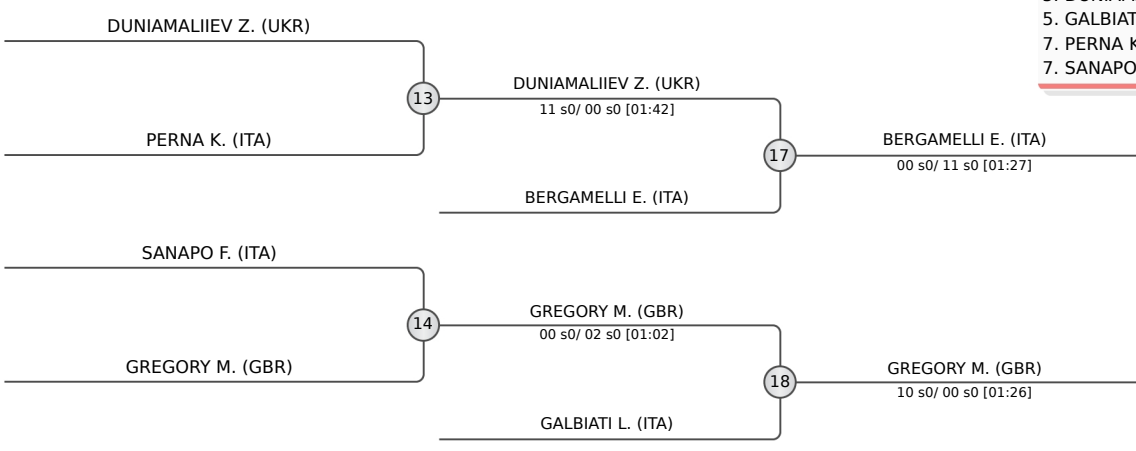 DUNIAMALIIEV Z. (UKR)
5. GALBIAT
7. PERNA K
7. SANAPO
13
DUNIAMALIIEV Z. (UKR)
11 s0/ 00 s0 [01:42]
PERNA K. (ITA)
17
BERGAMELLI E. (ITA)
00 s0/ 11 s0 [01:27]
BERGAMELLI E. (ITA)
SANAPO F. (ITA)
14
GREGORY M. (GBR)
00 s0/ 02 s0 [01:02]
GREGORY M. (GBR)
18
GREGORY M. (GBR)
10 s0/ 00 s0 [01:26]
GALBIATI L. (ITA)